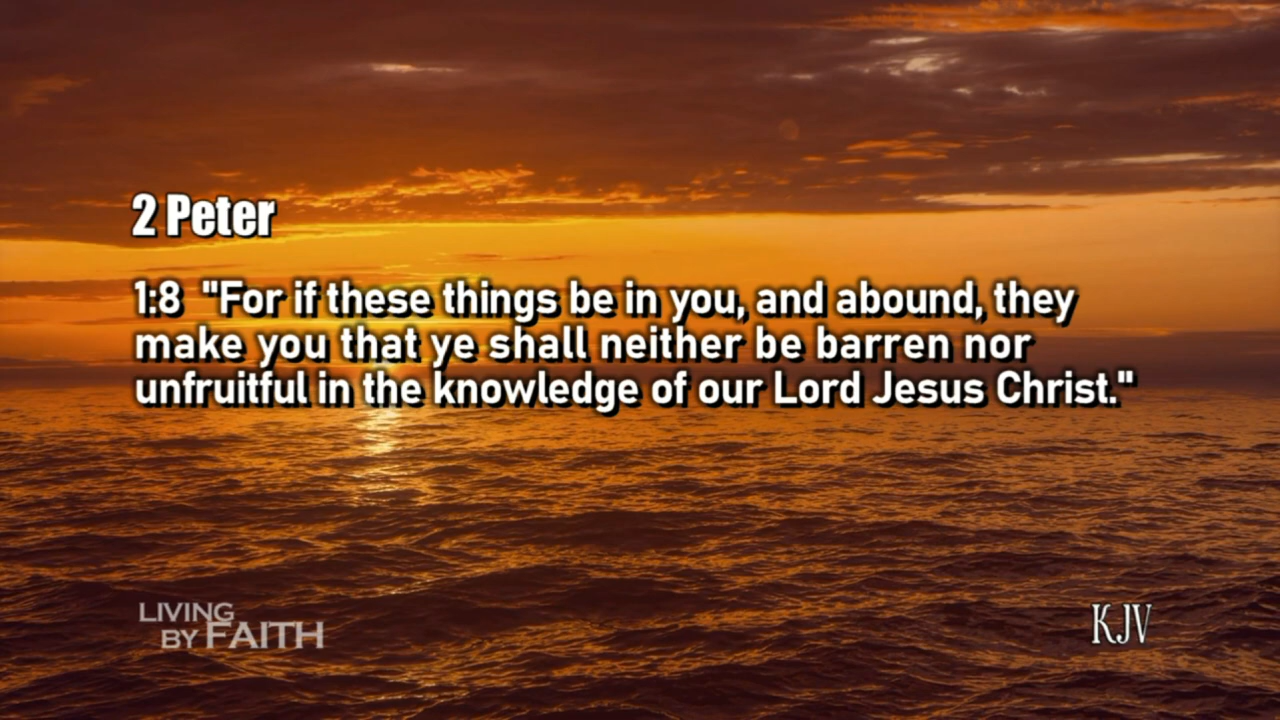 2 Peter
1:8 "For if these things be in you, and abound, they
make you that ye shall neither be barren nor
unfruitful in the knowledge of our Lord Jesus Christ."
LIVING
BY FAITH
KJV